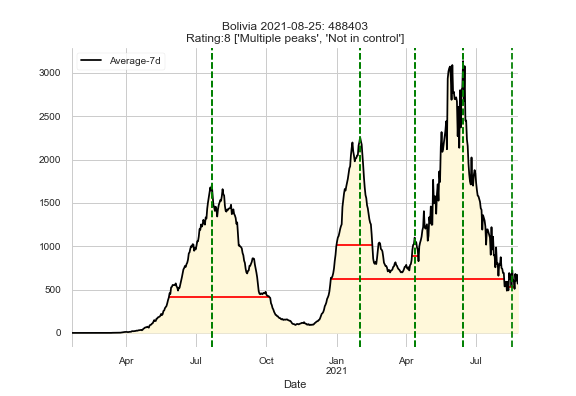 Bolivia 2021-08-25: 488403
Rating:8 ['Multiple peaks', 'Not in control']
Average-7d
3000
2500
2000
1500
1000
500
0
Apr
Jul
Oct
Jan
2021
Apr
Jul
Date